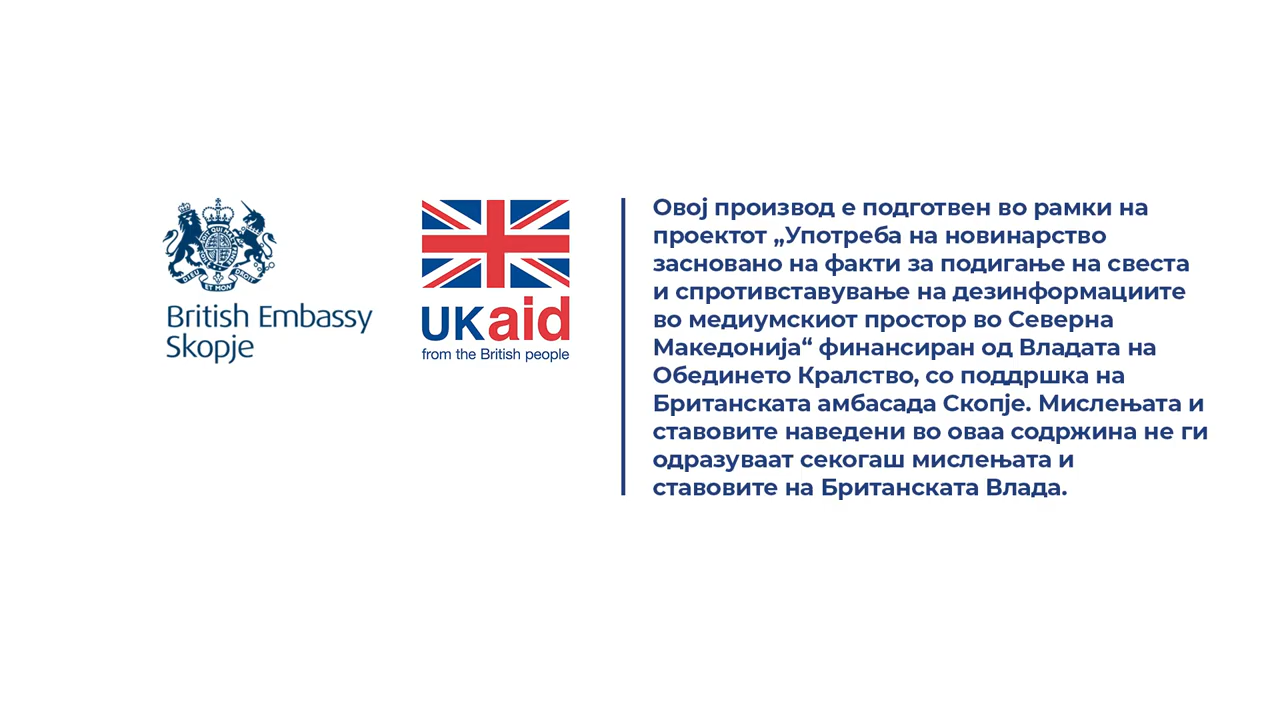 British Embassy
Skopje
UKaid
from the British people
Овој производ е подготвен во рамки на
проектот „Употреба на новинарство
засновано на факти за подигање на свеста
и спротивставување на дезинформациите
во медиумскиот простор во Северна
Македонија“ финансиран од Владата на
Обединето Кралство, со поддршка на
Британската амбасада Скопје. Мислењата и
ставовите наведени во оваа содржина не ги
одразуваат секогаш мислењата и
ставовите на Британската Влада.